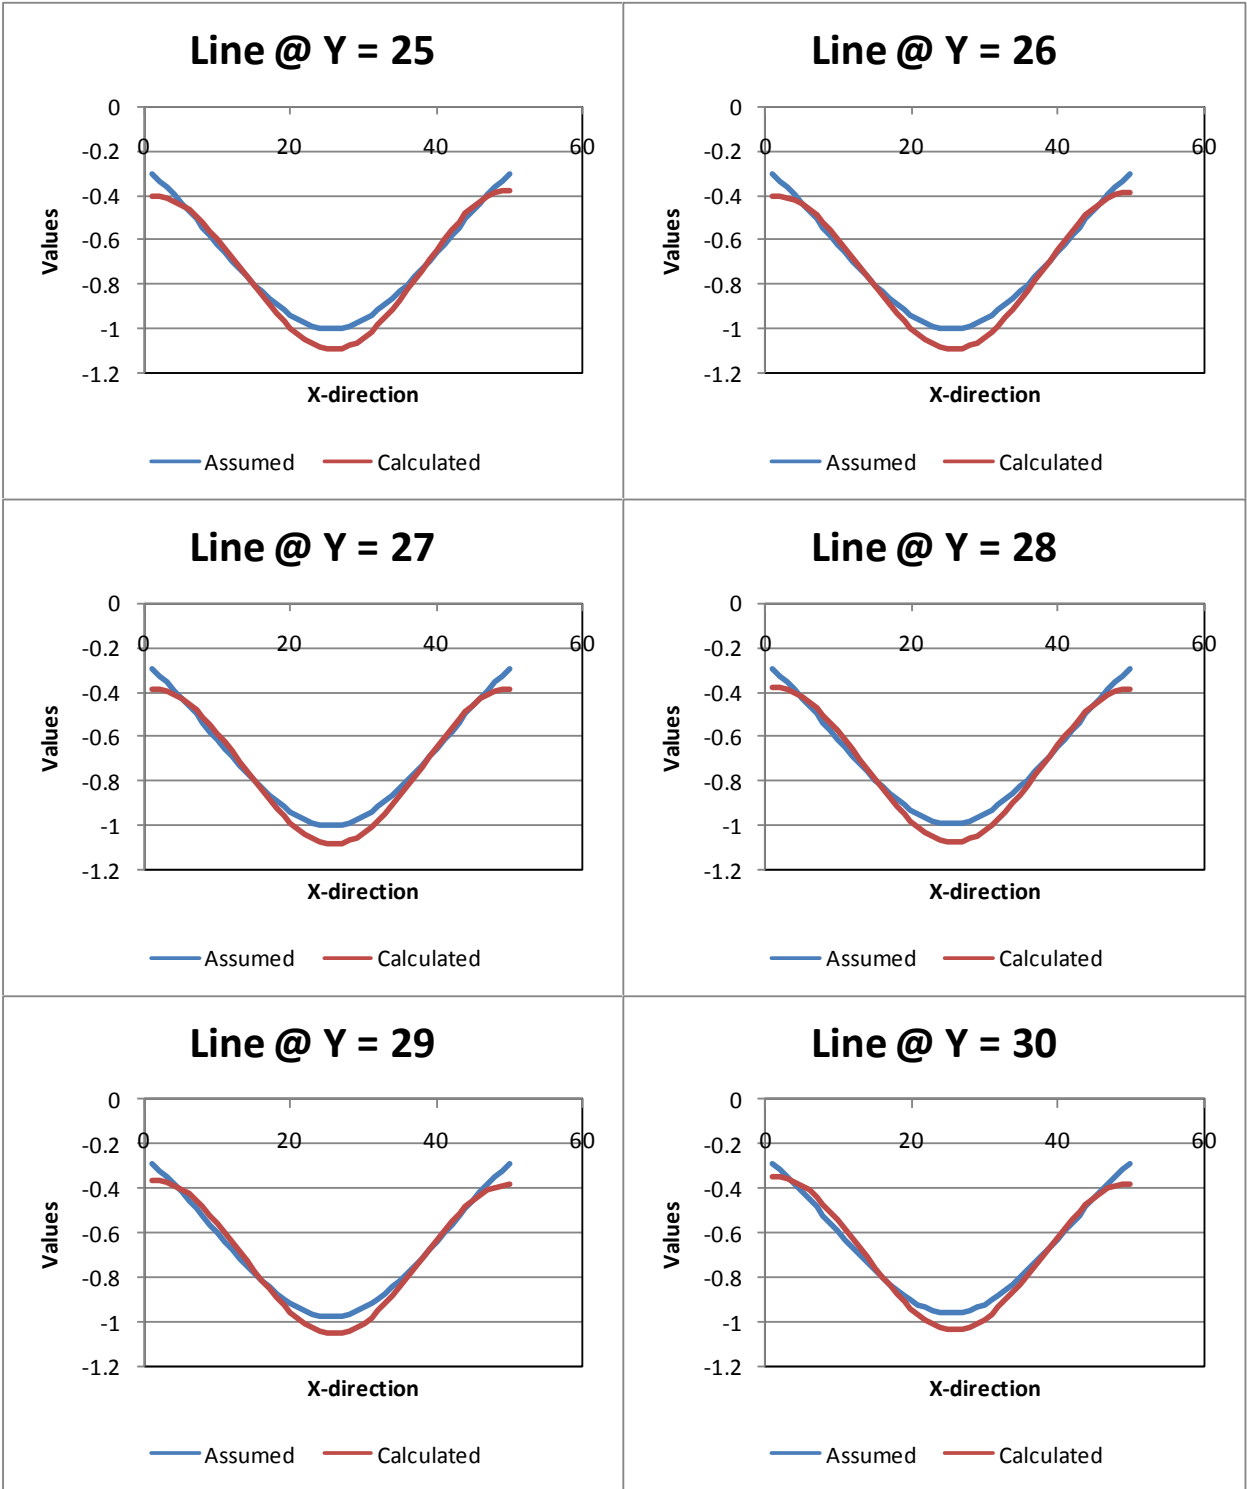 Line @ Y = 25
0
-0.2
-0.4
-0.6
-0.8
-1
-1.2
0 20 40 60
Values
X-direction
Assumed Calculated
Line @ Y = 26
0
-0.2
-0.4
-0.6
-0.8
-1
-1.2
0 20 40 60
Values
X-direction
Assumed Calculated
Line @ Y = 27
0
-0.2
-0.4
-0.6
-0.8
-1
-1.2
0 20 40 60
Values
X-direction
Assumed Calculated
Line @ Y = 28
0
-0.2
-0.4
-0.6
-0.8
-1
-1.2
0 20 40 60
Values
X-direction
Assumed Calculated
Line @ Y = 29
0
-0.2
-0.4
-0.6
-0.8
-1
-1.2
0 20 40 60
Values
X-direction
Assumed Calculated
Line @ Y = 30
0
-0.2
-0.4
-0.6
-0.8
-1
-1.2
0 20 40 60
Values
X-direction
Assumed Calculated